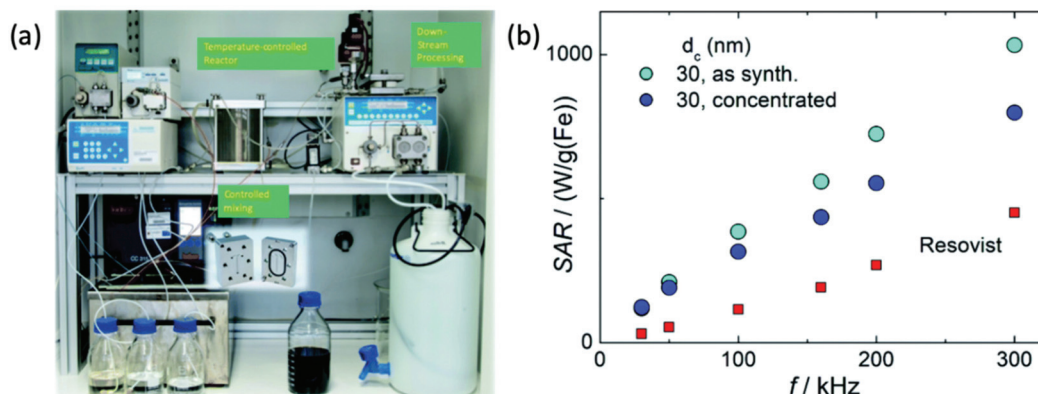 (a)
Temperature-controlled
Reactor
Down-
Stream
Processing
Controlled
mixing
(b)
SAR / (W/g(Fe))
1000
0
d_c (nm)
30, as synth.
30, concentrated
Resovist
0
100
200
300
f / kHz